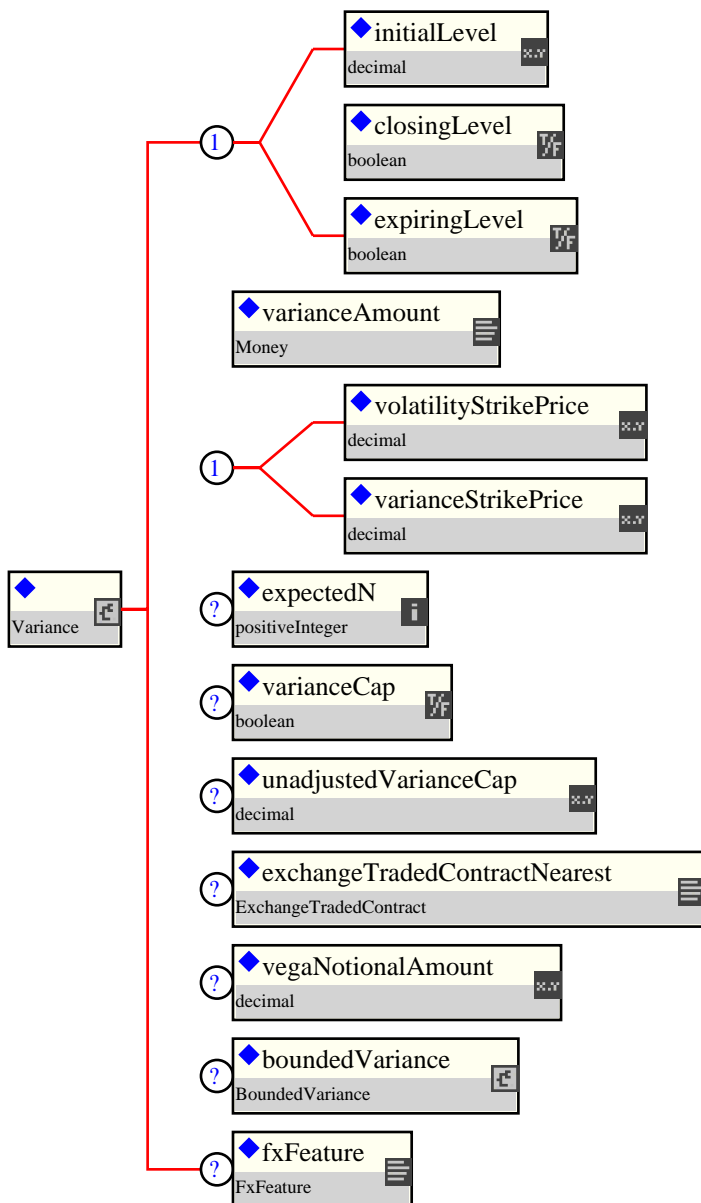 initialLevel
x.Y
decimal
1
closingLevel
T/F
boolean
expiringLevel
T/F
boolean
varianceAmount
Money
volatilityStrikePrice
x.Y
decimal
1
varianceStrikePrice
x.Y
decimal
Variance
? expectedN
i
positiveInteger
? varianceCap
T/F
boolean
? unadjustedVarianceCap
x.Y
decimal
? exchangeTradedContractNearest
ExchangeTradedContract
? vegaNotionalAmount
x.Y
decimal
? boundedVariance
BoundedVariance
? fxFeature
FxFeature